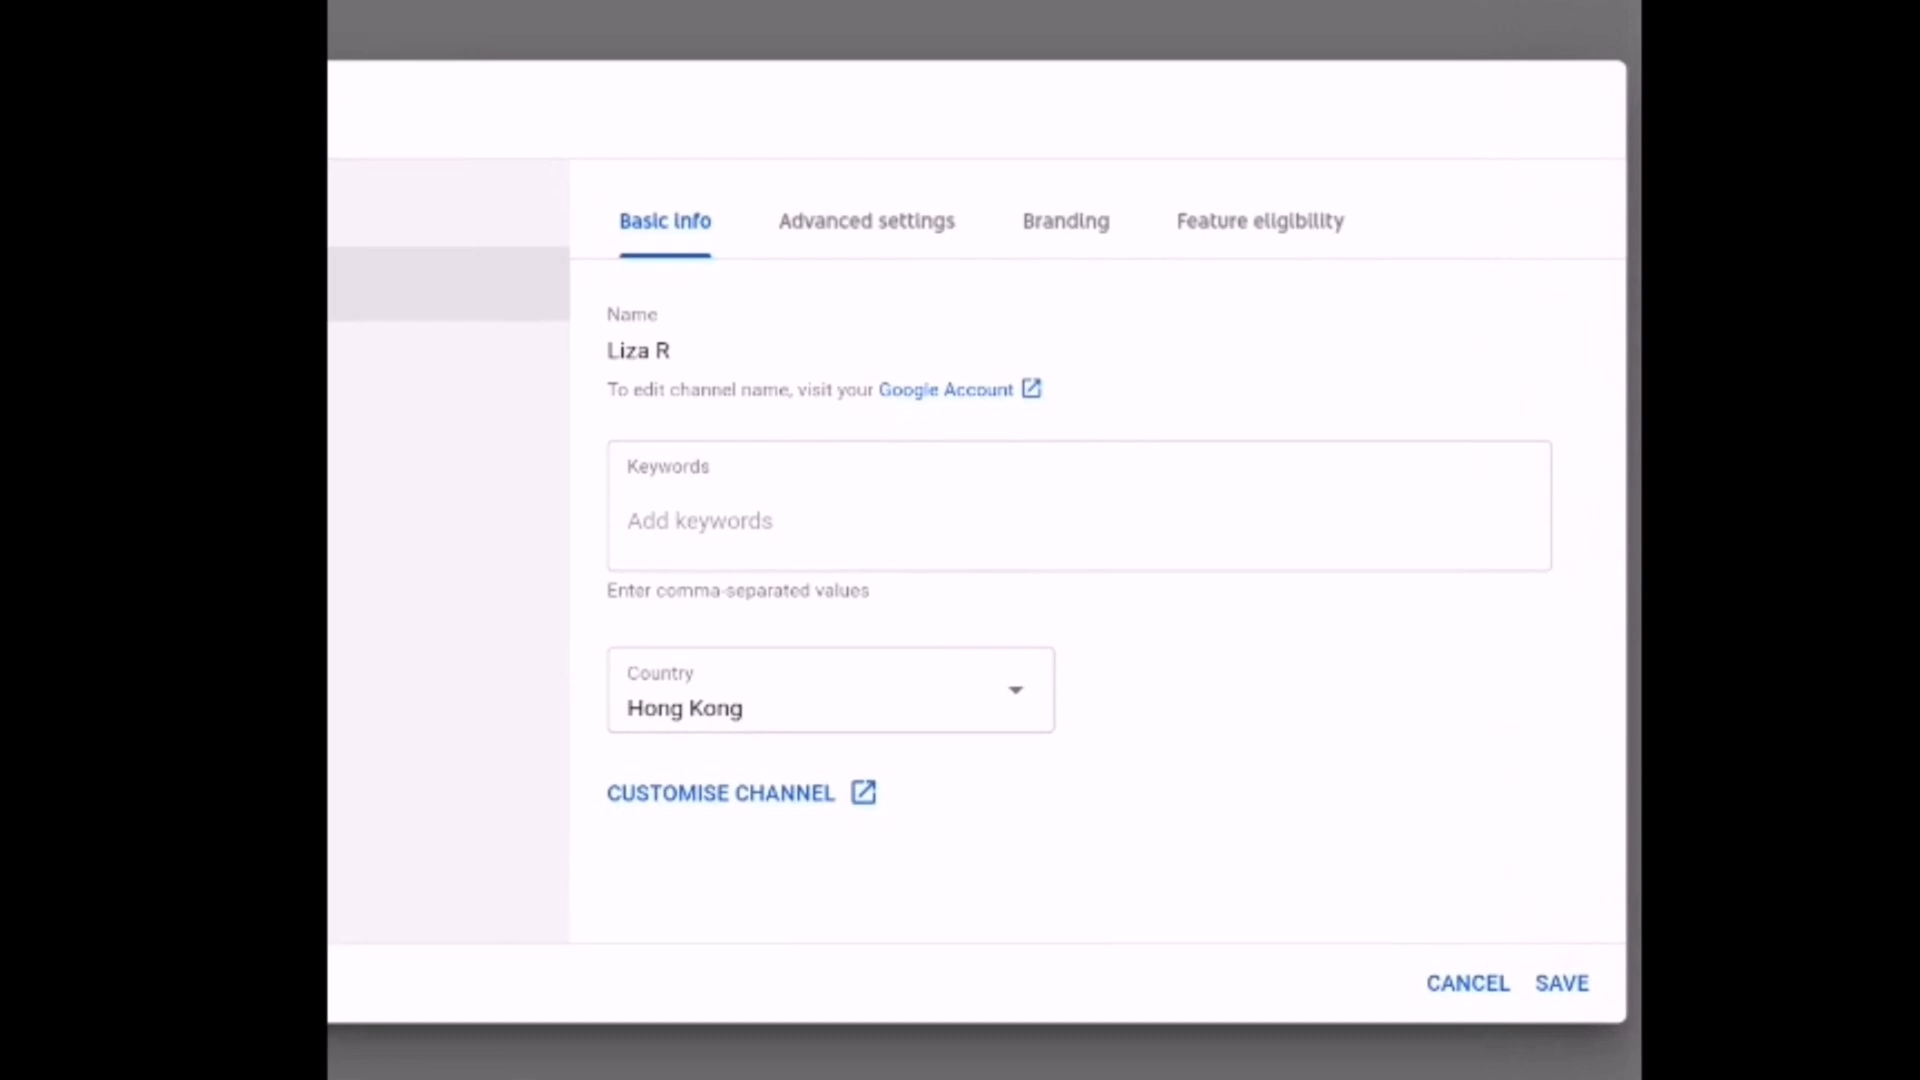 Basic info Advanced settings Branding Feature eligibility
Name
Liza R
To edit channel name, visit your Google Account
Keywords
Add keywords
Enter comma-separated values
Country
Hong Kong
CUSTOMISE CHANNEL
CANCEL SAVE